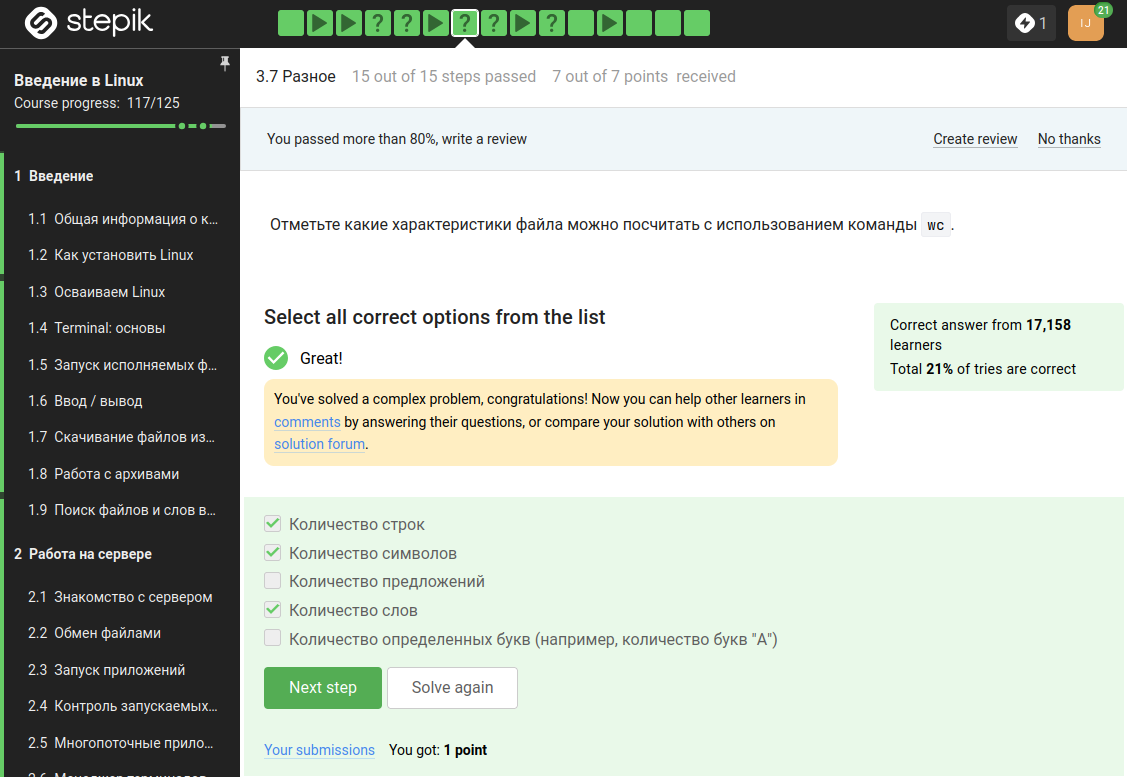 stepik
? ? ? ? ? ?
1
IJ
21
Введение в Linux
Course progress: 117/125
1 Введение
1.1 Общая информация о к...
1.2 Как установить Linux
1.3 Осваиваем Linux
1.4 Terminal: основы
1.5 Запуск исполняемых ф...
1.6 Ввод / вывод
1.7 Скачивание файлов из...
1.8 Работа с архивами
1.9 Поиск файлов и слов в...
2 Работа на сервере
2.1 Знакомство с сервером
2.2 Обмен файлами
2.3 Запуск приложений
2.4 Контроль запускаемых...
2.5 Многопоточные прило...
3.7 Разное 15 out of 15 steps passed 7 out of 7 points received
You passed more than 80%, write a review
Create review No thanks
Отметьте какие характеристики файла можно посчитать с использованием команды wc.
Select all correct options from the list
Great!
You've solved a complex problem, congratulations! Now you can help other learners in
comments by answering their questions, or compare your solution with others on
solution forum.
Correct answer from 17,158
learners
Total 21% of tries are correct
Количество строк
Количество символов
Количество предложений
Количество слов
Количество определенных букв (например, количество букв "А")
Next step Solve again
Your submissions You got: 1 point